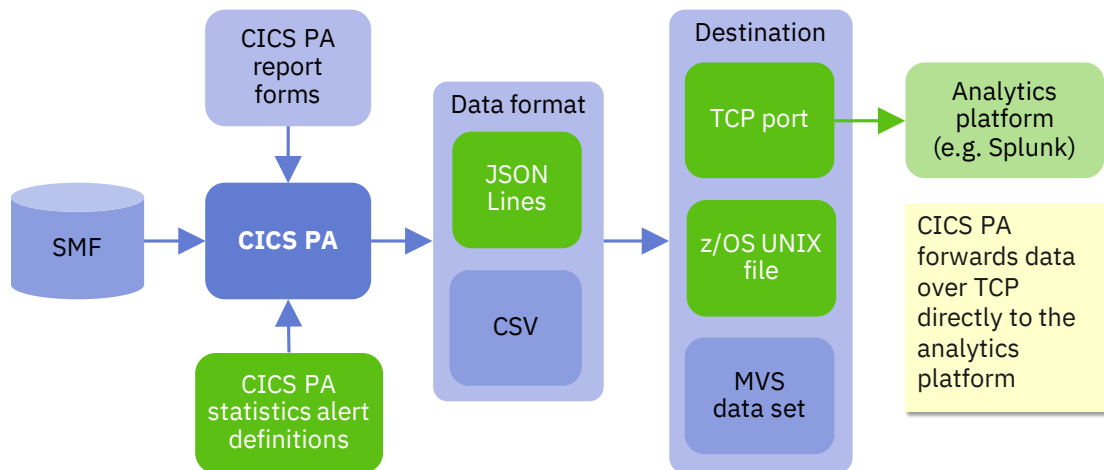 CICS PA
report
forms
SMF
CICS PA
CICS PA
statistics alert
definitions
Data format
JSON
Lines
CSV
Destination
TCP port
z/OS UNIX
file
MVS
data set
Analytics
platform
(e.g. Splunk)
CICS PA
forwards data
over TCP
directly to the
analytics
platform